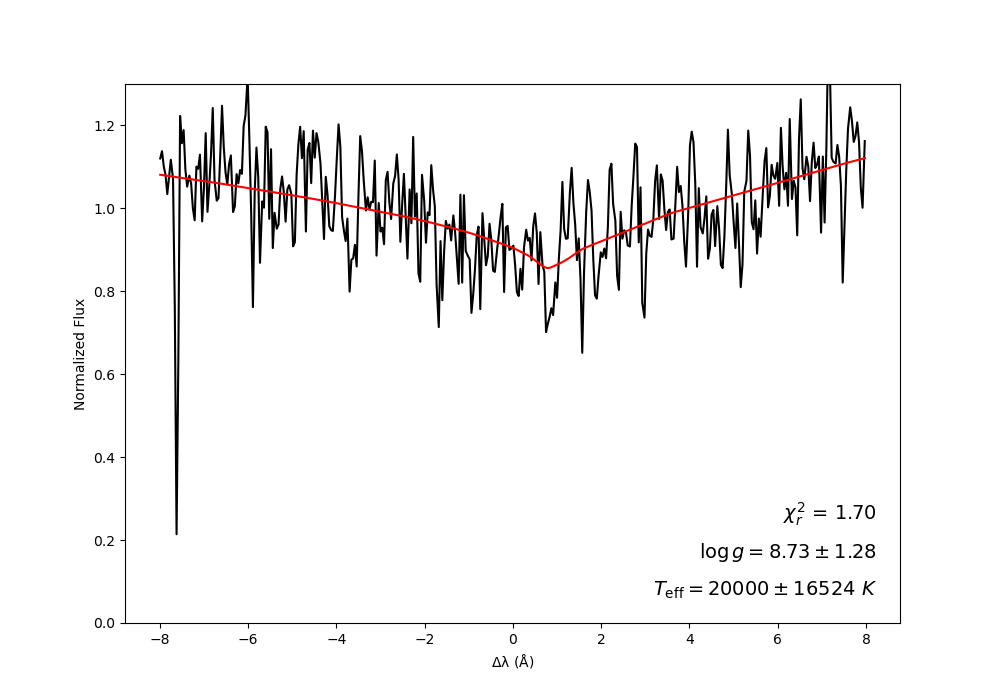 1.2
1.0
0.8
0.6
0.4
0.2
0.0
Normalized Flux
χ²ᵣ = 1.70
log g = 8.73 ± 1.28
T_eff = 20000 ± 16524 K
−8 −6 −4 −2 0 2 4 6 8
Δλ (Å)